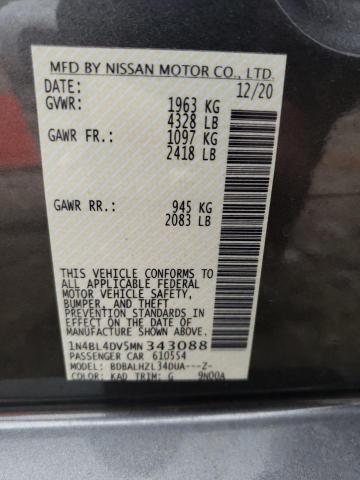 MFD BY NISSAN MOTOR CO., LTD.
DATE: 12/20
GVWR: 1963 KG
4328 LB
GAWR FR.: 1097 KG
2418 LB
GAWR RR.: 945 KG
2083 LB
THIS VEHICLE CONFORMS TO
ALL APPLICABLE FEDERAL
MOTOR VEHICLE SAFETY,
BUMPER, AND THEFT
PREVENTION STANDARDS
IN EFFECT ON THE DATE OF
MANUFACTURE SHOWN ABOVE.
1N4BL4DV5MN343088
PASSENGER CAR 610554
MODEL: BDBALHZL34DUA---Z-
COLOR: KAD TRIM: G 9N00A